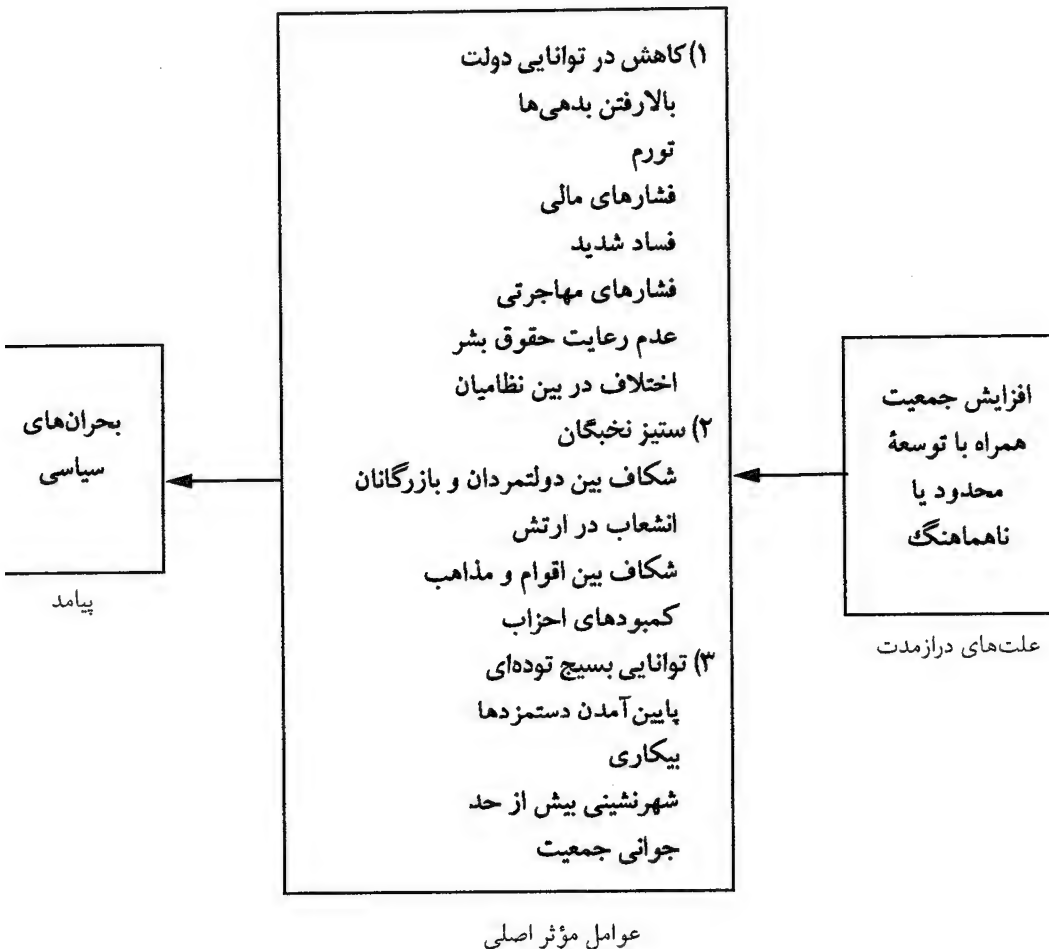 افزایش جمعیت
همراه با توسعهٔ
محدود یا
ناهماهنگ
علت‌های درازمدت
۱) کاهش در توانایی دولت
بالارفتن بدهی‌ها
تورم
فشارهای مالی
فساد شدید
فشارهای مهاجرتی
عدم رعایت حقوق بشر
اختلاف در بین نظامیان
۲) ستیز نخبگان
شکاف بین دولتمردان و بازرگانان
انشعاب در ارتش
شکاف بین اقوام و مذاهب
کمبودهای احزاب
۳) توانایی بسیج توده‌ای
پایین‌آمدن دستمزدها
بیکاری
شهرنشینی بیش از حد
جوانی جمعیت
عوامل مؤثر اصلی
بحران‌های
سیاسی
پیامد